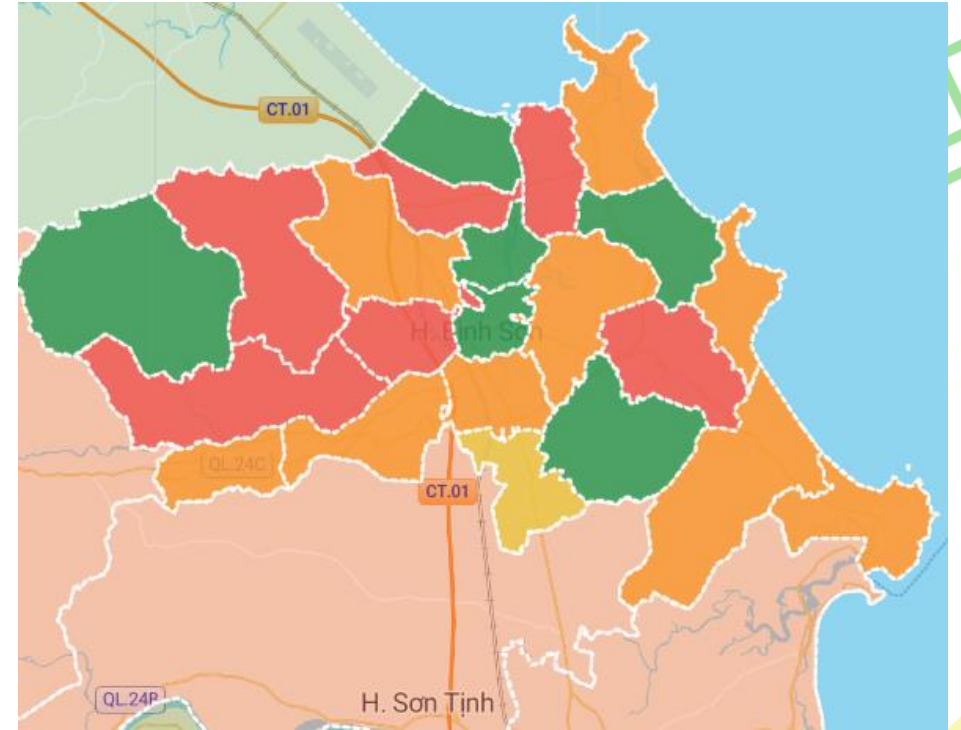 CT.01
H. Bình Sơn
QL.24C
CT.01
QL.24B
H. Sơn Tịnh